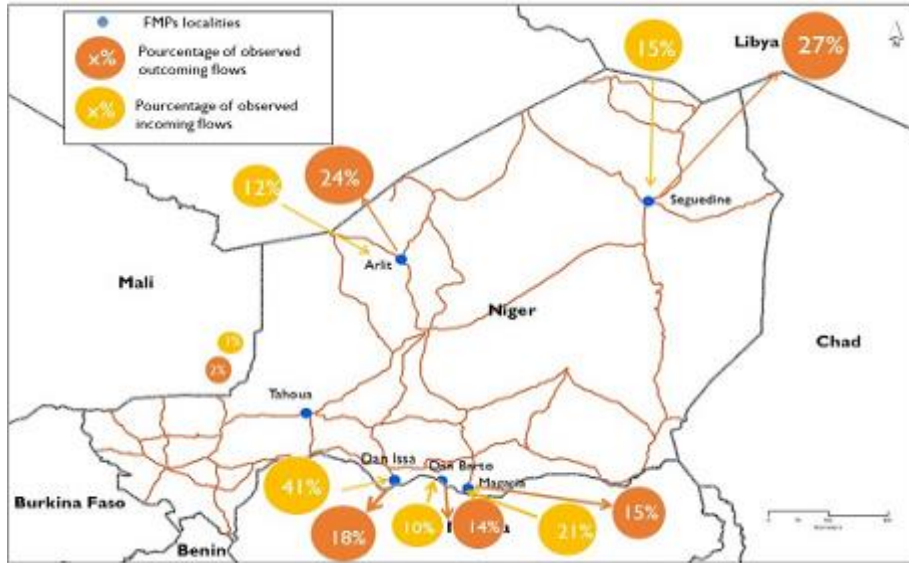 FMPs localities
x%
Pourcentage of observed
outcoming flows
x%
Pourcentage of observed
incoming flows
15%
Libya
27%
N
12%
24%
Seguedine
Arlit
Mali
Niger
Chad
2%
Tahoua
Dan Issa
Dan Barto
Magaria
41%
Burkina Faso
18%
10%
14%
21%
15%
Benin